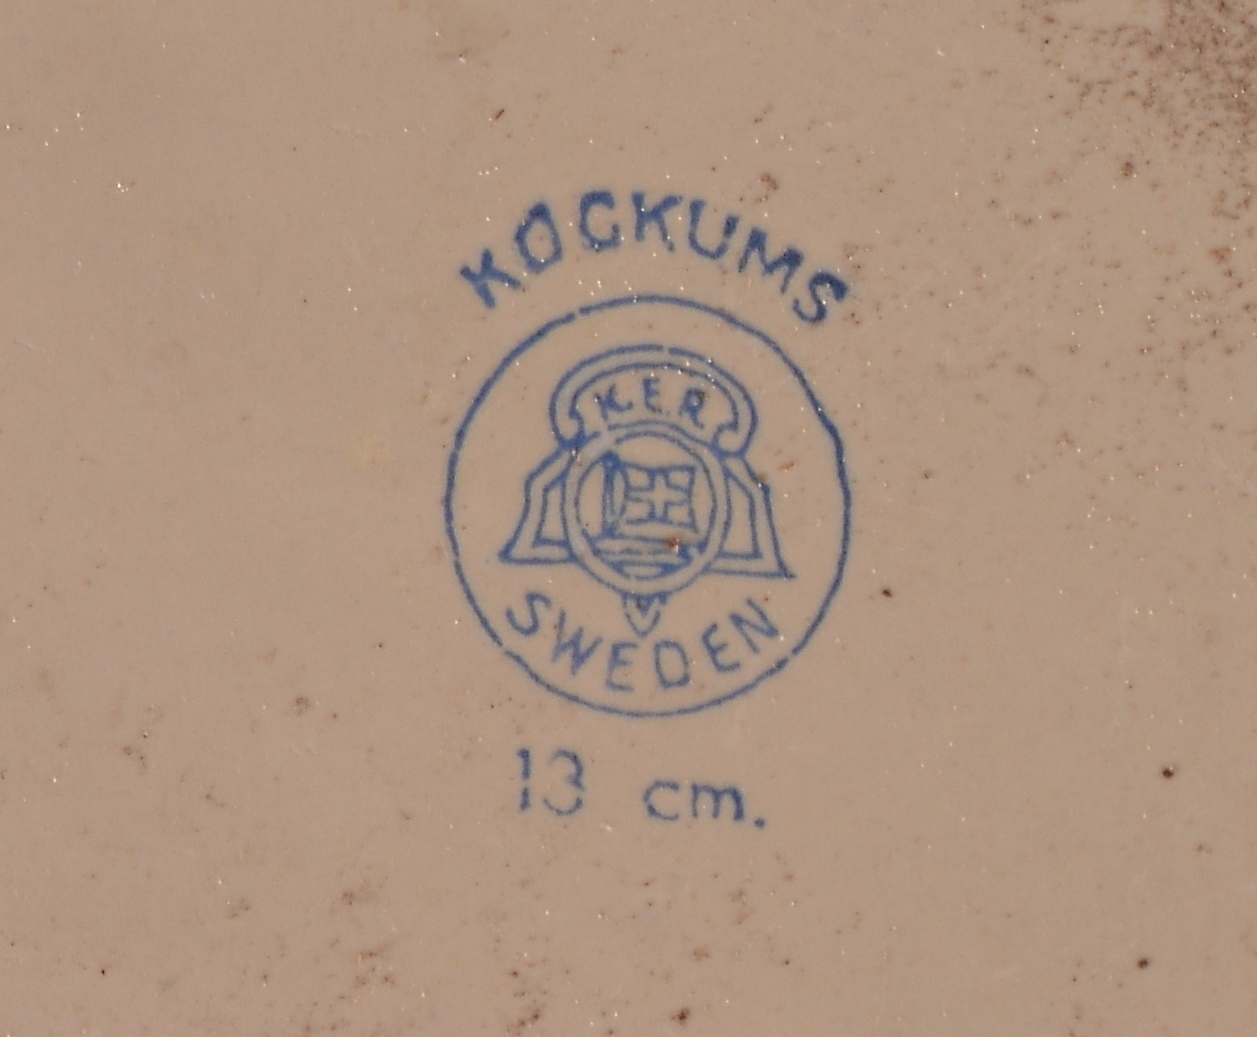 KOCKUMS
K.E.R.
SWEDEN
13 cm.